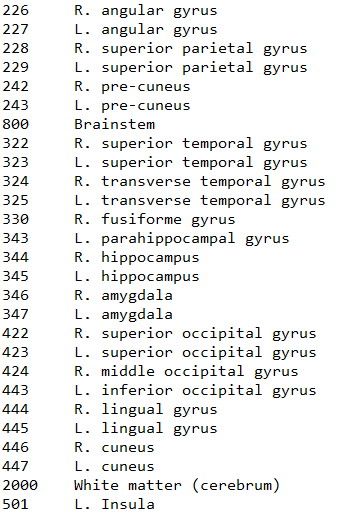 226 R. angular gyrus
227 L. angular gyrus
228 R. superior parietal gyrus
229 L. superior parietal gyrus
242 R. pre-cuneus
243 L. pre-cuneus
800 Brainstem
322 R. superior temporal gyrus
323 L. superior temporal gyrus
324 R. transverse temporal gyrus
325 L. transverse temporal gyrus
330 R. fusiforme gyrus
343 L. parahippocampal gyrus
344 R. hippocampus
345 L. hippocampus
346 R. amygdala
347 L. amygdala
422 R. superior occipital gyrus
423 L. superior occipital gyrus
424 R. middle occipital gyrus
443 L. inferior occipital gyrus
444 R. lingual gyrus
445 L. lingual gyrus
446 R. cuneus
447 L. cuneus
2000 White matter (cerebrum)
501 L. Insula